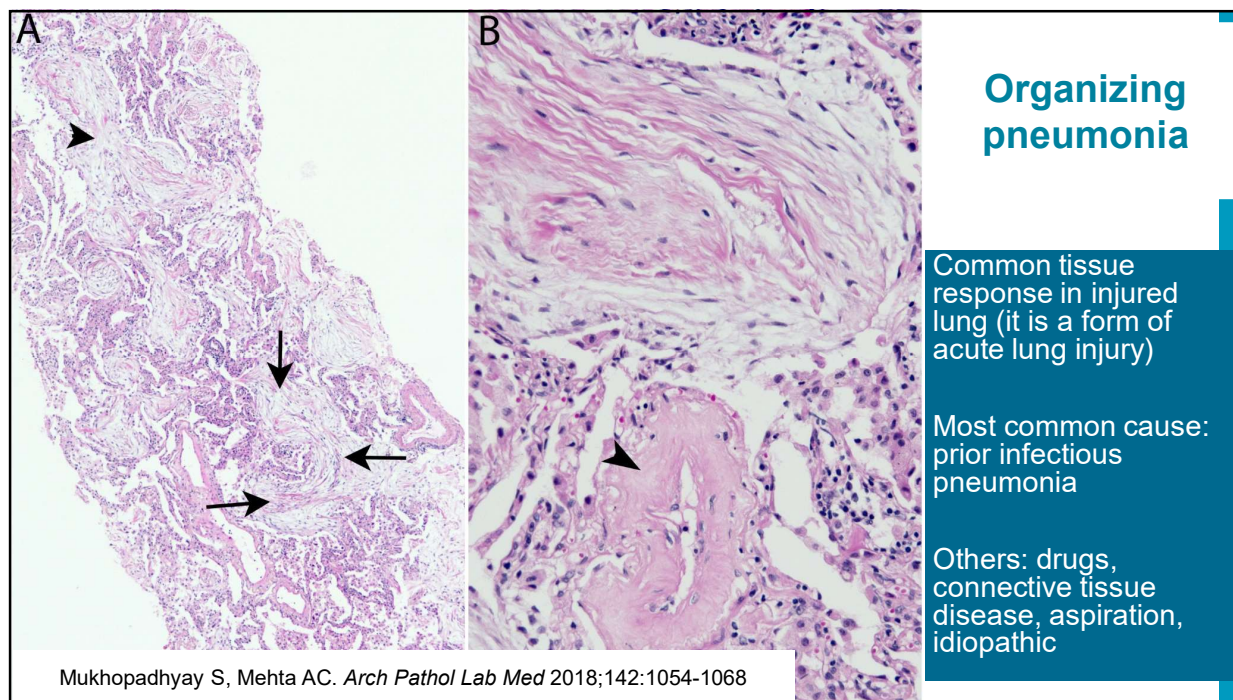 A
B
Organizing
pneumonia
Common tissue
response in injured
lung (it is a form of
acute lung injury)
Most common cause:
prior infectious
pneumonia
Others: drugs,
connective tissue
disease, aspiration,
idiopathic
Mukhopadhyay S, Mehta AC. Arch Pathol Lab Med 2018;142:1054-1068